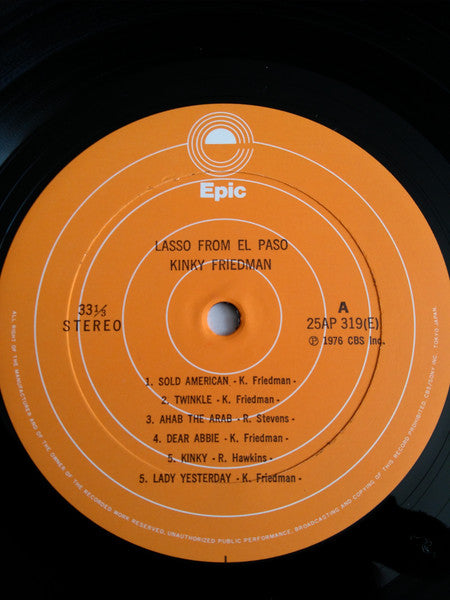 Epic
LASSO FROM EL PASO
KINKY FRIEDMAN
33⅓
STEREO
A
25AP 319(E)
Ⓟ 1976 CBS Inc.
1. SOLD AMERICAN - K. Friedman -
2. TWINKLE - K. Friedman -
3. AHAB THE ARAB - R. Stevens -
4. DEAR ABBIE - K. Friedman -
5. KINKY - R. Hawkins -
5. LADY YESTERDAY - K. Friedman -
ALL RIGHT OF THE MANUFACTURER AND OF THE OWNER OF THE RECORDED WORK RESERVED. UNAUTHORIZED PUBLIC PERFORMANCE, BROADCASTING AND COPYING OF THIS RECORD PROHIBITED. CBS/SONY INC. TOKYO JAPAN.